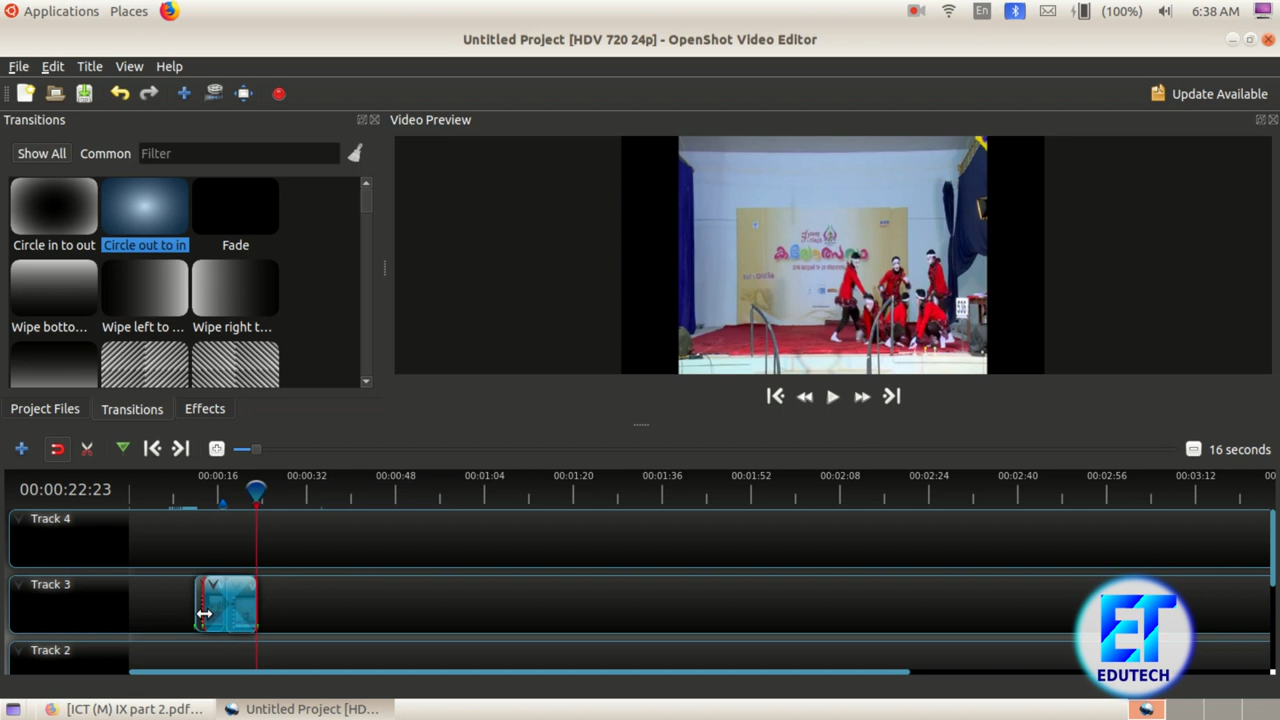 Applications Places
En
(100%)
6:38 AM
Untitled Project [HDV 720 24p] - OpenShot Video Editor
File Edit Title View Help
Update Available
Transitions
Video Preview
Show All Common Filter
Circle in to out Circle out to in Fade
Wipe botto... Wipe left to ... Wipe right t...
Project Files Transitions Effects
കലോത്സവം
536
16 seconds
00:00:22:23
00:00:16 00:00:32 00:00:48 00:01:04 00:01:20 00:01:36 00:01:52 00:02:08 00:02:24 00:02:40 00:02:56 00:03:12 00
Track 4
Track 3
Track 2
ET
EDUTECH
[ICT (M) IX part 2.pdf... Untitled Project [HD...